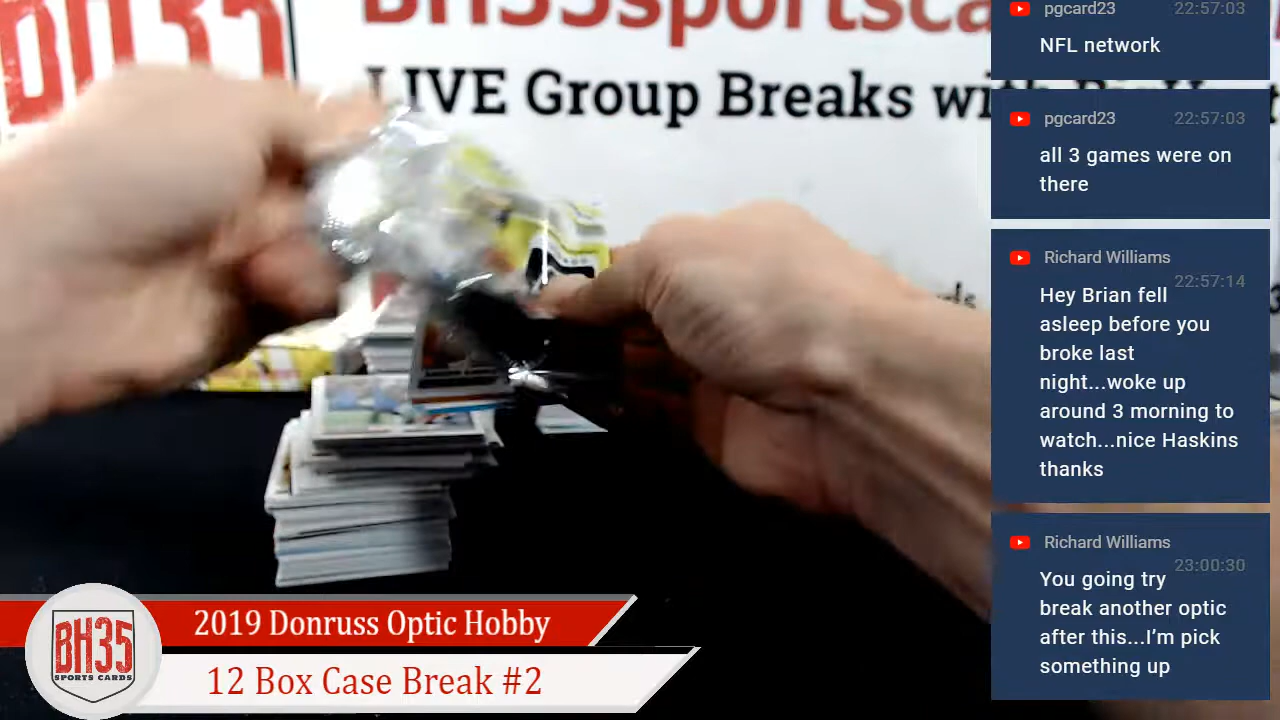 BH35
BH35sportsca
LIVE Group Breaks wi
pgcard23 22:57:03
NFL network
pgcard23 22:57:03
all 3 games were on
there
Richard Williams
22:57:14
Hey Brian fell
asleep before you
broke last
night...woke up
around 3 morning to
watch...nice Haskins
thanks
Richard Williams
23:00:30
You going try
break another optic
after this...I'm pick
something up
2019 Donruss Optic Hobby
12 Box Case Break #2
BH35
SPORTS CARDS